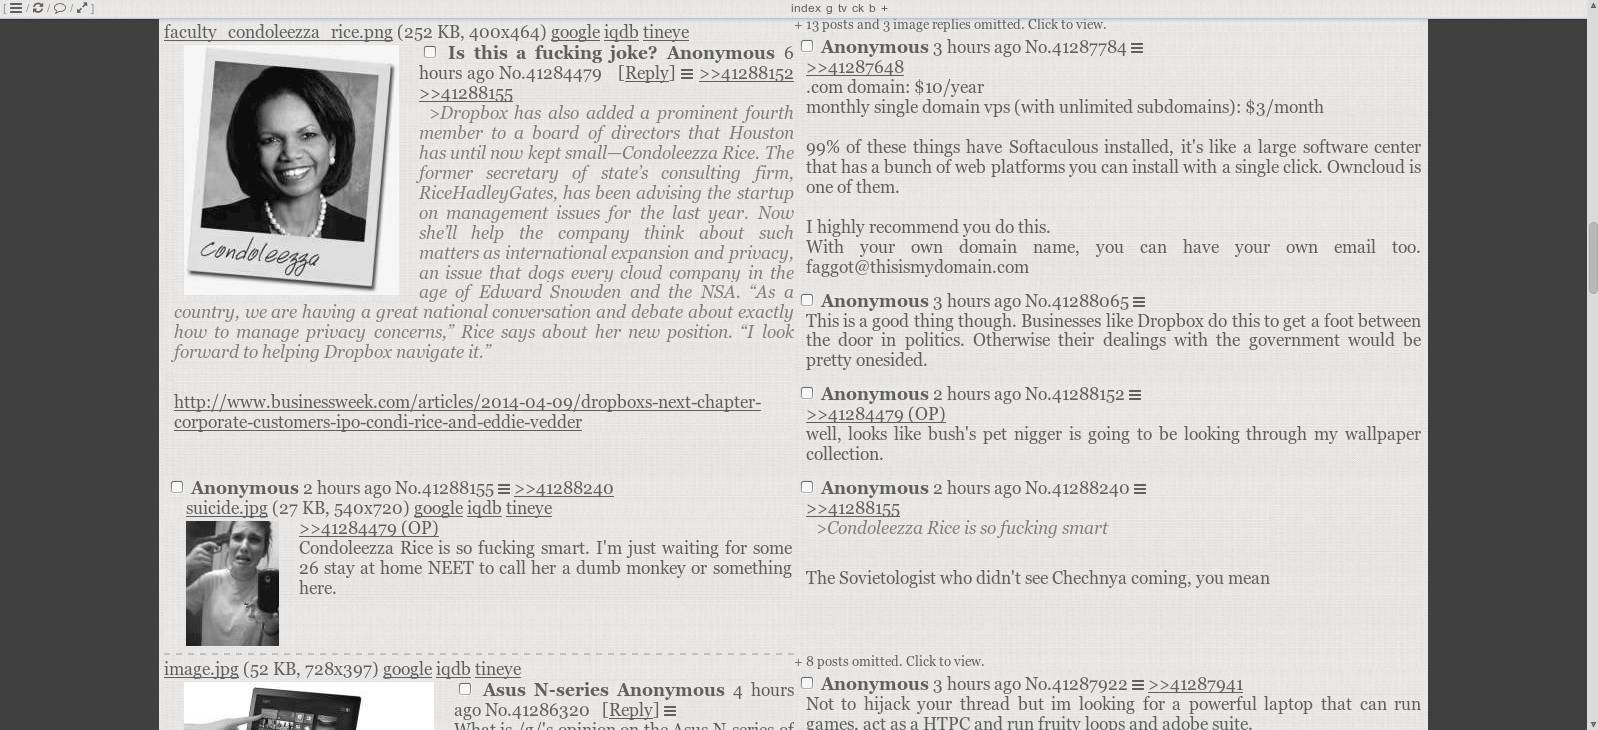 [ / / / ]
index g tv ck b +
faculty_condoleezza_rice.png (252 KB, 400x464) google iqdb tineye
Condoleezza
Is this a fucking joke? Anonymous 6
hours ago No.41284479 [Reply] >>41288152
>>41288155
>Dropbox has also added a prominent fourth
member to a board of directors that Houston
has until now kept small—Condoleezza Rice. The
former secretary of state's consulting firm,
RiceHadleyGates, has been advising the startup
on management issues for the last year. Now
she'll help the company think about such
matters as international expansion and privacy,
an issue that dogs every cloud company in the
age of Edward Snowden and the NSA. “As a
country, we are having a great national conversation and debate about exactly
how to manage privacy concerns,” Rice says about her new position. “I look
forward to helping Dropbox navigate it.”
http://www.businessweek.com/articles/2014-04-09/dropboxs-next-chapter-
corporate-customers-ipo-condi-rice-and-eddie-vedder
Anonymous 2 hours ago No.41288155 >>41288240
suicide.jpg (27 KB, 540x720) google iqdb tineye
>>41284479 (OP)
Condoleezza Rice is so fucking smart. I'm just waiting for some
26 stay at home NEET to call her a dumb monkey or something
here.
image.jpg (52 KB, 728x397) google iqdb tineye
Asus N-series Anonymous 4 hours
ago No.41286320 [Reply]
What is /g/'s opinion on the Asus N-series of
+ 13 posts and 3 image replies omitted. Click to view.
Anonymous 3 hours ago No.41287784
>>41287648
.com domain: $10/year
monthly single domain vps (with unlimited subdomains): $3/month
99% of these things have Softaculous installed, it's like a large software center
that has a bunch of web platforms you can install with a single click. Owncloud is
one of them.
I highly recommend you do this.
With your own domain name, you can have your own email too.
faggot@thisismydomain.com
Anonymous 3 hours ago No.41288065
This is a good thing though. Businesses like Dropbox do this to get a foot between
the door in politics. Otherwise their dealings with the government would be
pretty onesided.
Anonymous 2 hours ago No.41288152
>>41284479 (OP)
well, looks like bush's pet nigger is going to be looking through my wallpaper
collection.
Anonymous 2 hours ago No.41288240
>>41288155
>Condoleezza Rice is so fucking smart
The Sovietologist who didn't see Chechnya coming, you mean
+ 8 posts omitted. Click to view.
Anonymous 3 hours ago No.41287922 >>41287941
Not to hijack your thread but im looking for a powerful laptop that can run
games, act as a HTPC and run fruity loops and adobe suite.